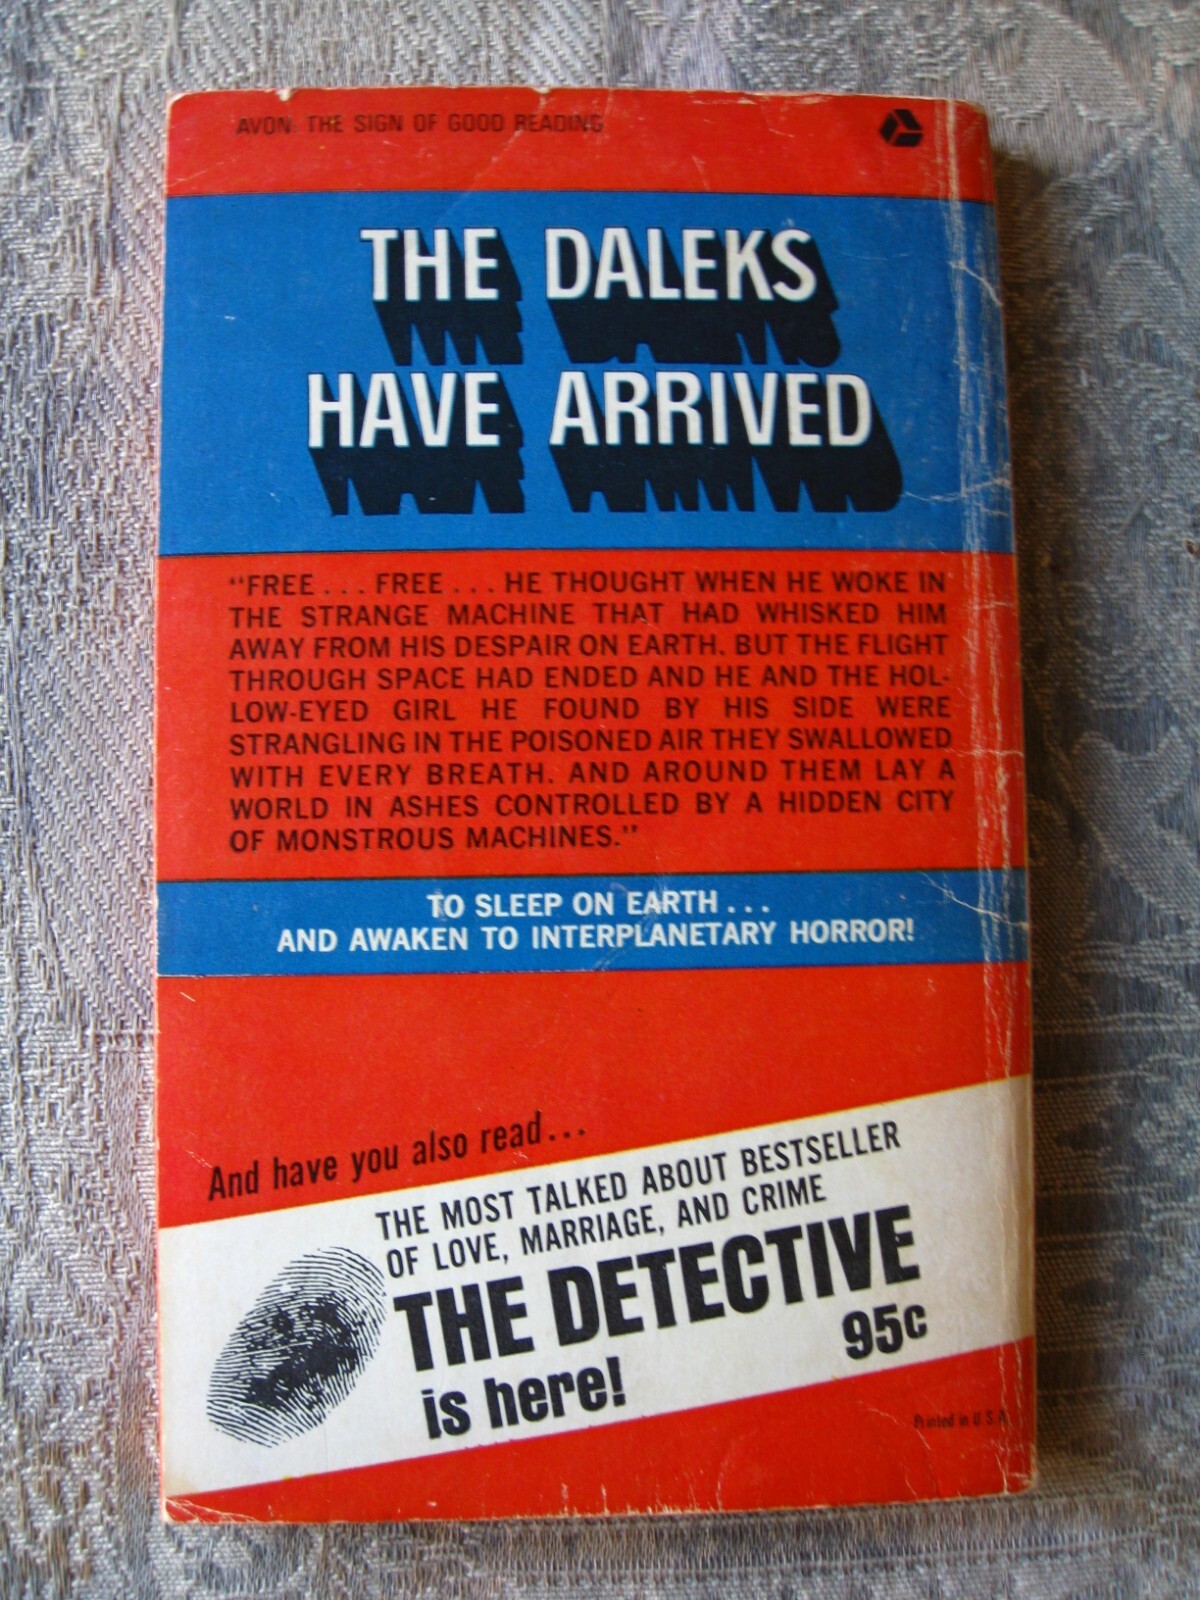 AVON: THE SIGN OF GOOD READING
THE DALEKS
HAVE ARRIVED
"FREE . . . FREE . . . HE THOUGHT WHEN HE WOKE IN
THE STRANGE MACHINE THAT HAD WHISKED HIM
AWAY FROM HIS DESPAIR ON EARTH. BUT THE FLIGHT
THROUGH SPACE HAD ENDED AND HE AND THE HOL-
LOW-EYED GIRL HE FOUND BY HIS SIDE WERE
STRANGLING IN THE POISONED AIR THEY SWALLOWED
WITH EVERY BREATH. AND AROUND THEM LAY A
WORLD IN ASHES CONTROLLED BY A HIDDEN CITY
OF MONSTROUS MACHINES."
TO SLEEP ON EARTH . . .
AND AWAKEN TO INTERPLANETARY HORROR!
And have you also read . . .
THE MOST TALKED ABOUT BESTSELLER
OF LOVE, MARRIAGE, AND CRIME
THE DETECTIVE
is here!
95c
Printed in U.S.A.